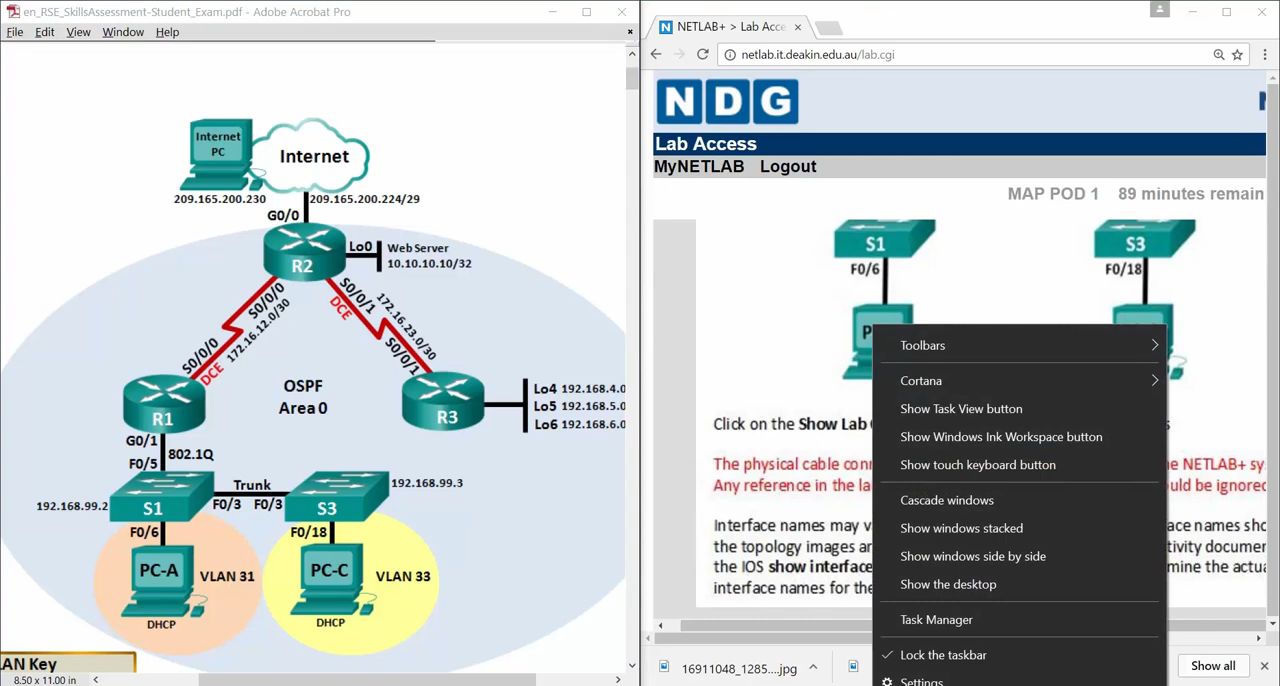 en_RSE_SkillsAssessment-Student_Exam.pdf - Adobe Acrobat Pro
File Edit View Window Help
Internet
PC
Internet
209.165.200.230
209.165.200.224/29
G0/0
Lo0
Web Server
10.10.10.10/32
R2
S0/0/0
DCE
S0/0/1
172.16.12.0/30
172.16.23.0/30
S0/0/0
DCE
S0/0/1
OSPF
Area 0
R1
R3
Lo4 192.168.4.0
Lo5 192.168.5.0
Lo6 192.168.6.0
G0/1
802.1Q
F0/5
Trunk
192.168.99.3
192.168.99.2
S1
F0/3
F0/3
S3
F0/6
F0/18
PC-A
VLAN 31
PC-C
VLAN 33
DHCP
DHCP
AN Key
8.50 x 11.00 in
NETLAB+ > Lab Acce
netlab.it.deakin.edu.au/lab.cgi
NDG
Lab Access
MyNETLAB Logout
MAP POD 1 89 minutes remain
S1
S3
F0/6
F0/18
P
Click on the Show Lab
s
The physical cable conn
he NETLAB+ sy
Any reference in the la
uld be ignore
Interface names may v
ace names sho
the topology images ar
tivity documen
the IOS show interface
mine the actua
interface names for the
Toolbars
Cortana
Show Task View button
Show Windows Ink Workspace button
Show touch keyboard button
Cascade windows
Show windows stacked
Show windows side by side
Show the desktop
Task Manager
Lock the taskbar
Settings
16911048_1285....jpg
Show all